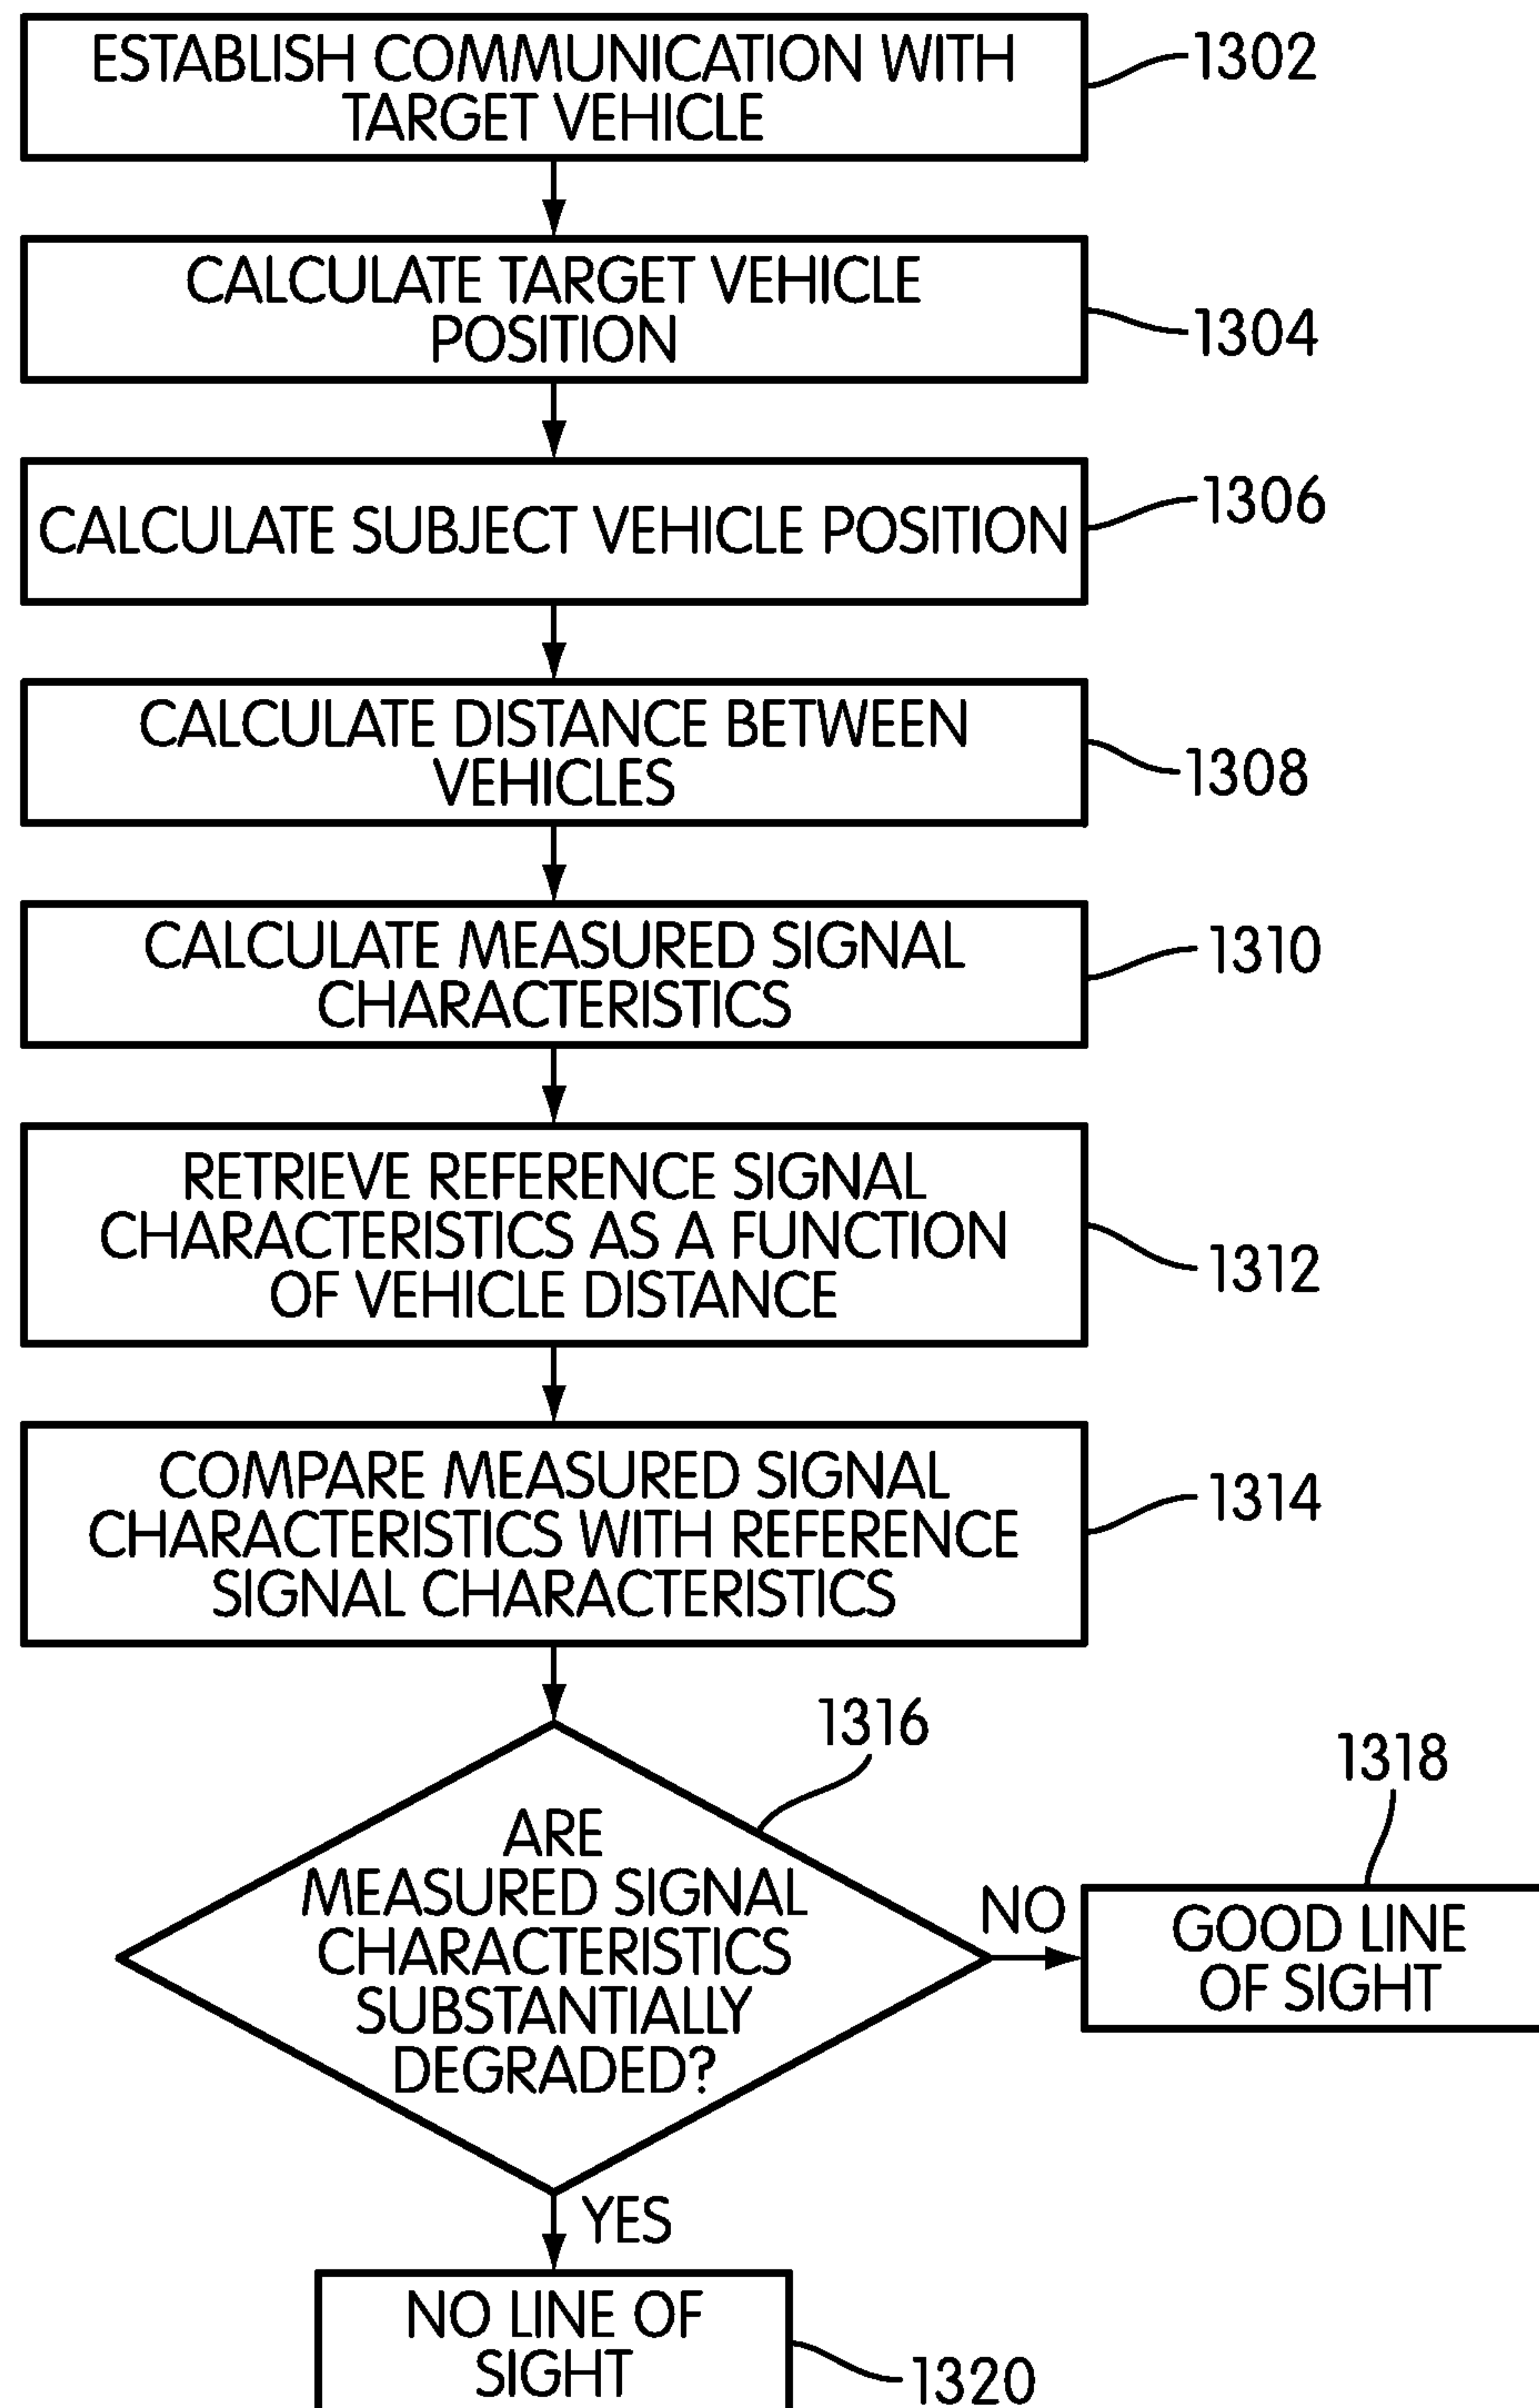 ESTABLISH COMMUNICATION WITH
TARGET VEHICLE
1302
CALCULATE TARGET VEHICLE
POSITION
1304
CALCULATE SUBJECT VEHICLE POSITION
1306
CALCULATE DISTANCE BETWEEN
VEHICLES
1308
CALCULATE MEASURED SIGNAL
CHARACTERISTICS
1310
RETRIEVE REFERENCE SIGNAL
CHARACTERISTICS AS A FUNCTION
OF VEHICLE DISTANCE
1312
COMPARE MEASURED SIGNAL
CHARACTERISTICS WITH REFERENCE
SIGNAL CHARACTERISTICS
1314
1316
ARE
MEASURED SIGNAL
CHARACTERISTICS
SUBSTANTIALLY
DEGRADED?
NO
1318
GOOD LINE
OF SIGHT
YES
NO LINE OF
SIGHT
1320